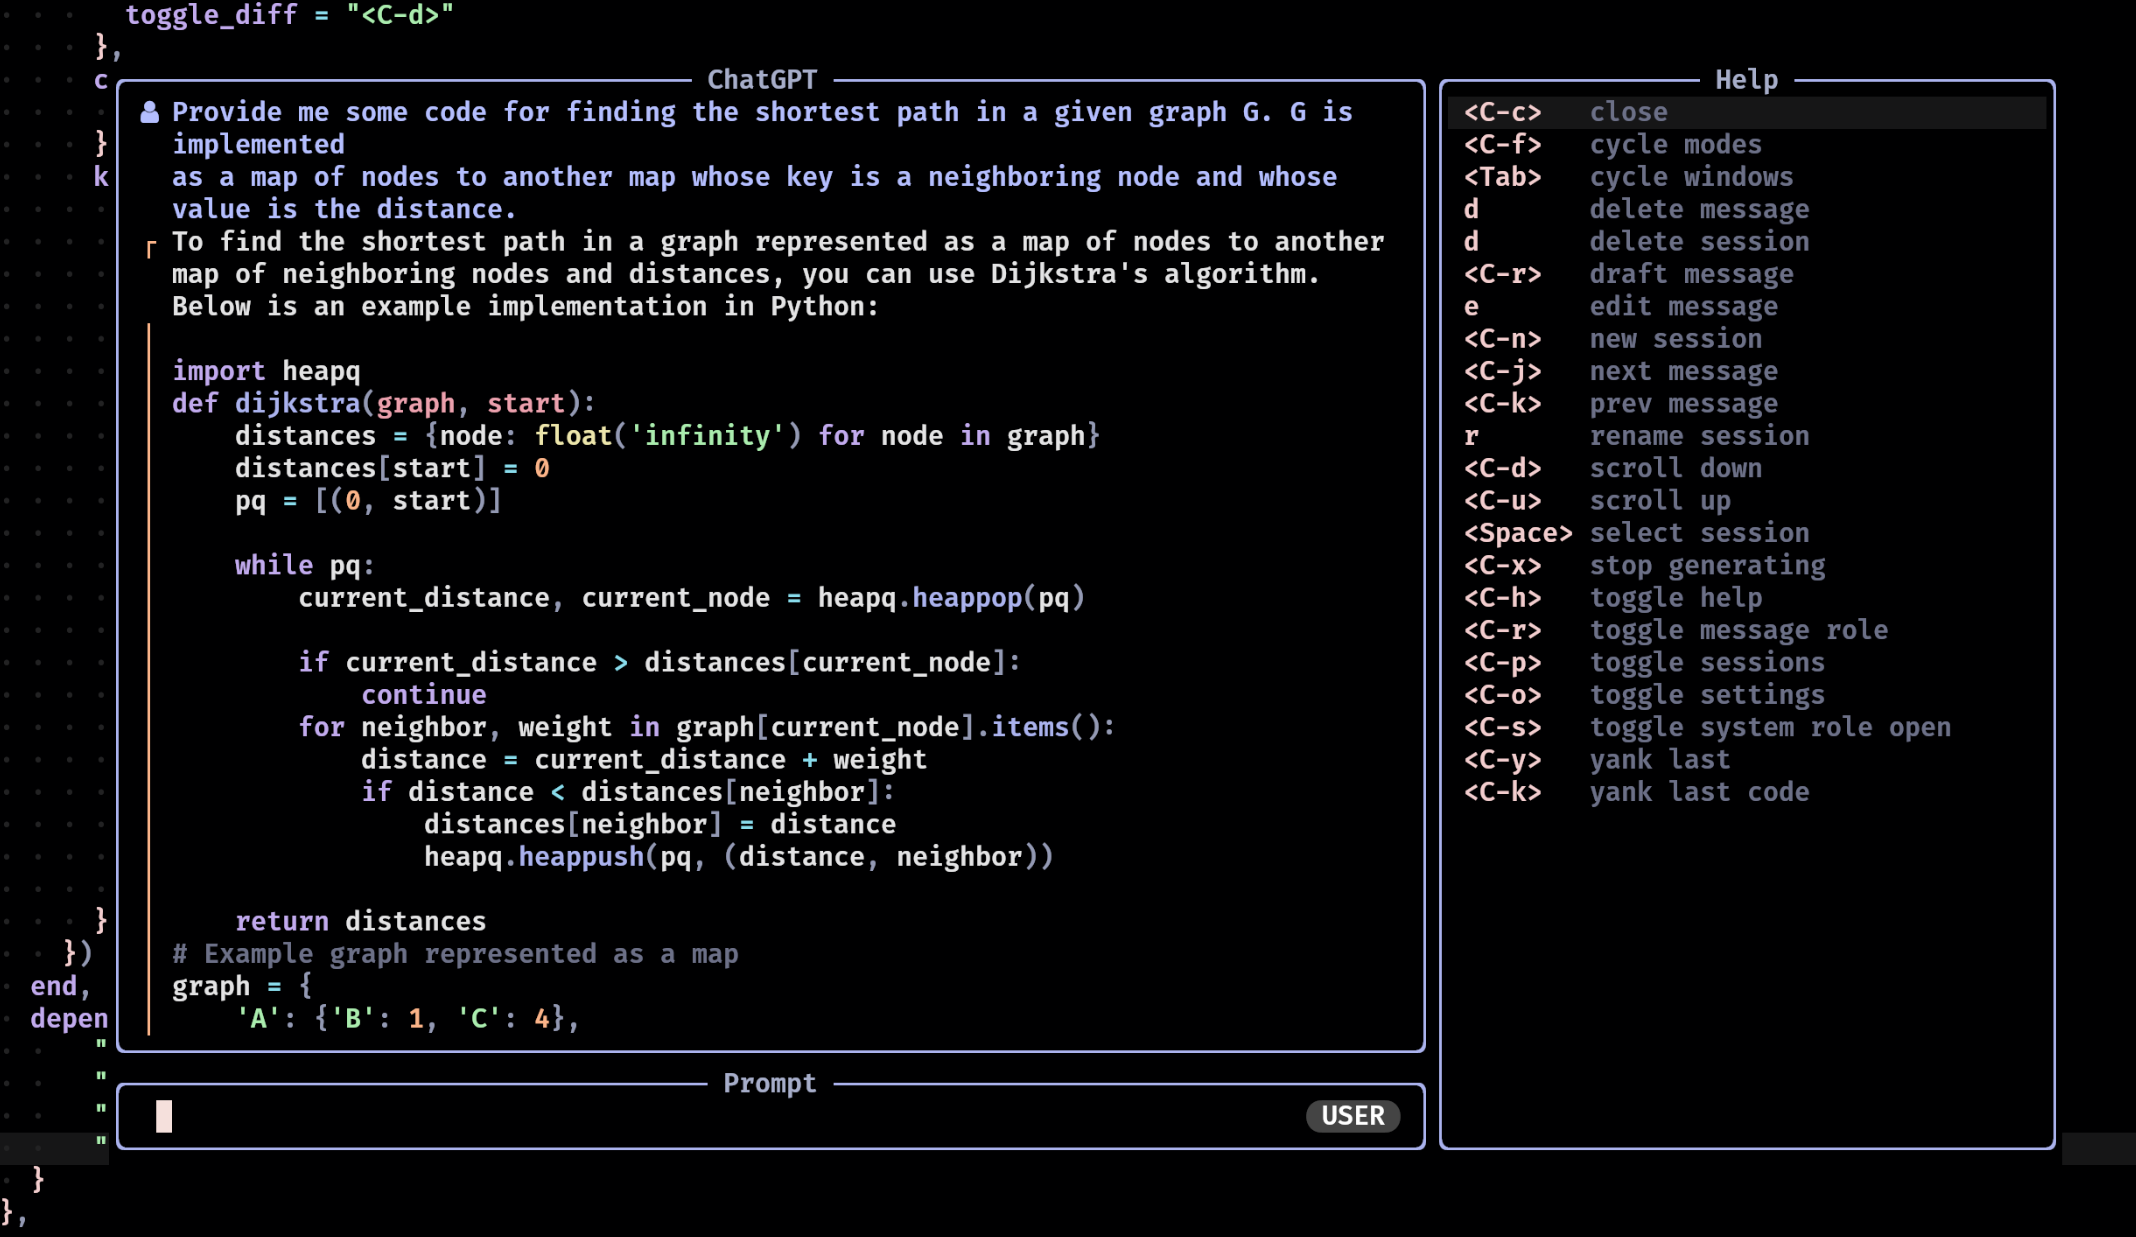 toggle_diff = "<C-d>"
},
c
}
k
ChatGPT
Provide me some code for finding the shortest path in a given graph G. G is
implemented
as a map of nodes to another map whose key is a neighboring node and whose
value is the distance.
To find the shortest path in a graph represented as a map of nodes to another
map of neighboring nodes and distances, you can use Dijkstra's algorithm.
Below is an example implementation in Python:
import heapq
def dijkstra(graph, start):
    distances = {node: float('infinity') for node in graph}
    distances[start] = 0
    pq = [(0, start)]
    while pq:
        current_distance, current_node = heapq.heappop(pq)
        if current_distance > distances[current_node]:
            continue
        for neighbor, weight in graph[current_node].items():
            distance = current_distance + weight
            if distance < distances[neighbor]:
                distances[neighbor] = distance
                heapq.heappush(pq, (distance, neighbor))
    return distances
# Example graph represented as a map
graph = {
    'A': {'B': 1, 'C': 4},
Prompt
USER
Help
<C-c> close
<C-f> cycle modes
<Tab> cycle windows
d delete message
d delete session
<C-r> draft message
e edit message
<C-n> new session
<C-j> next message
<C-k> prev message
r rename session
<C-d> scroll down
<C-u> scroll up
<Space> select session
<C-x> stop generating
<C-h> toggle help
<C-r> toggle message role
<C-p> toggle sessions
<C-o> toggle settings
<C-s> toggle system role open
<C-y> yank last
<C-k> yank last code
}
})
end,
depen
"
"
"
"
}
},